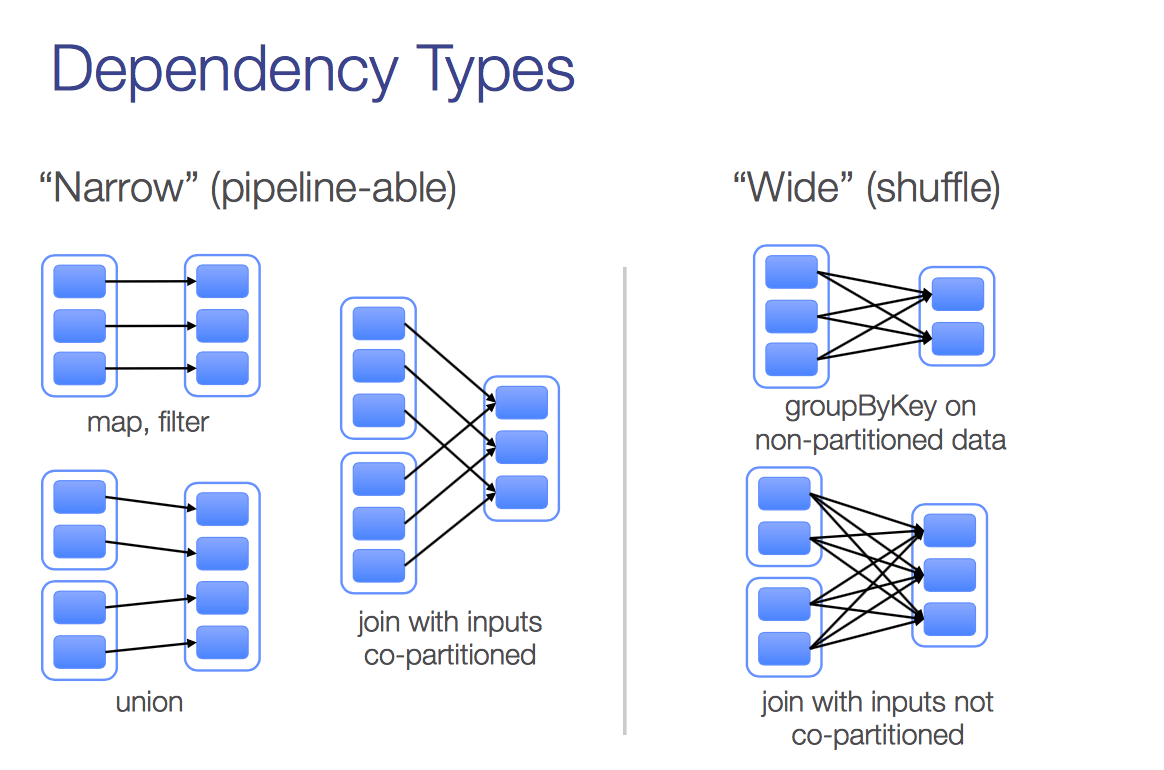 Dependency Types
“Narrow” (pipeline-able)
“Wide” (shuffle)
map, filter
union
join with inputs
co-partitioned
groupByKey on
non-partitioned data
join with inputs not
co-partitioned